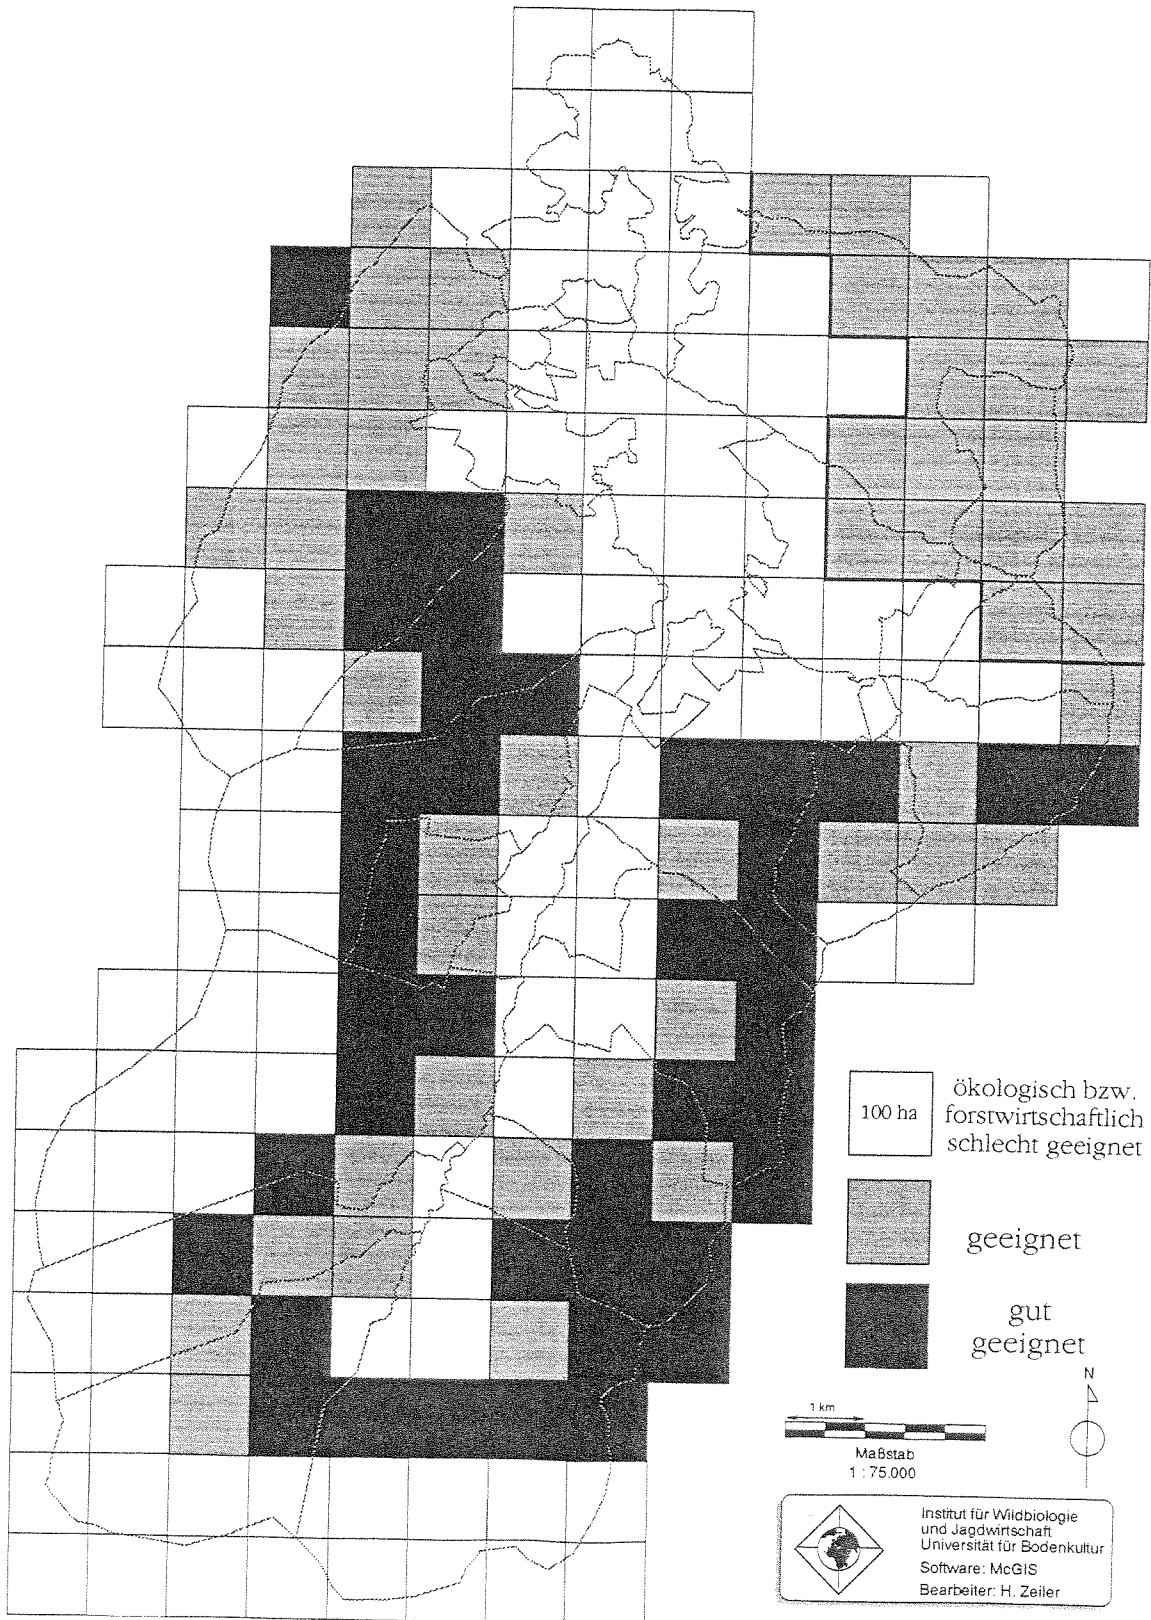 100 ha
ökologisch bzw.
forstwirtschaftlich
schlecht geeignet
geeignet
gut
geeignet
N
1 km
Maßstab
1 : 75.000
Institut für Wildbiologie
und Jagdwirtschaft
Universität für Bodenkultur
Software: McGIS
Bearbeiter: H. Zeiler